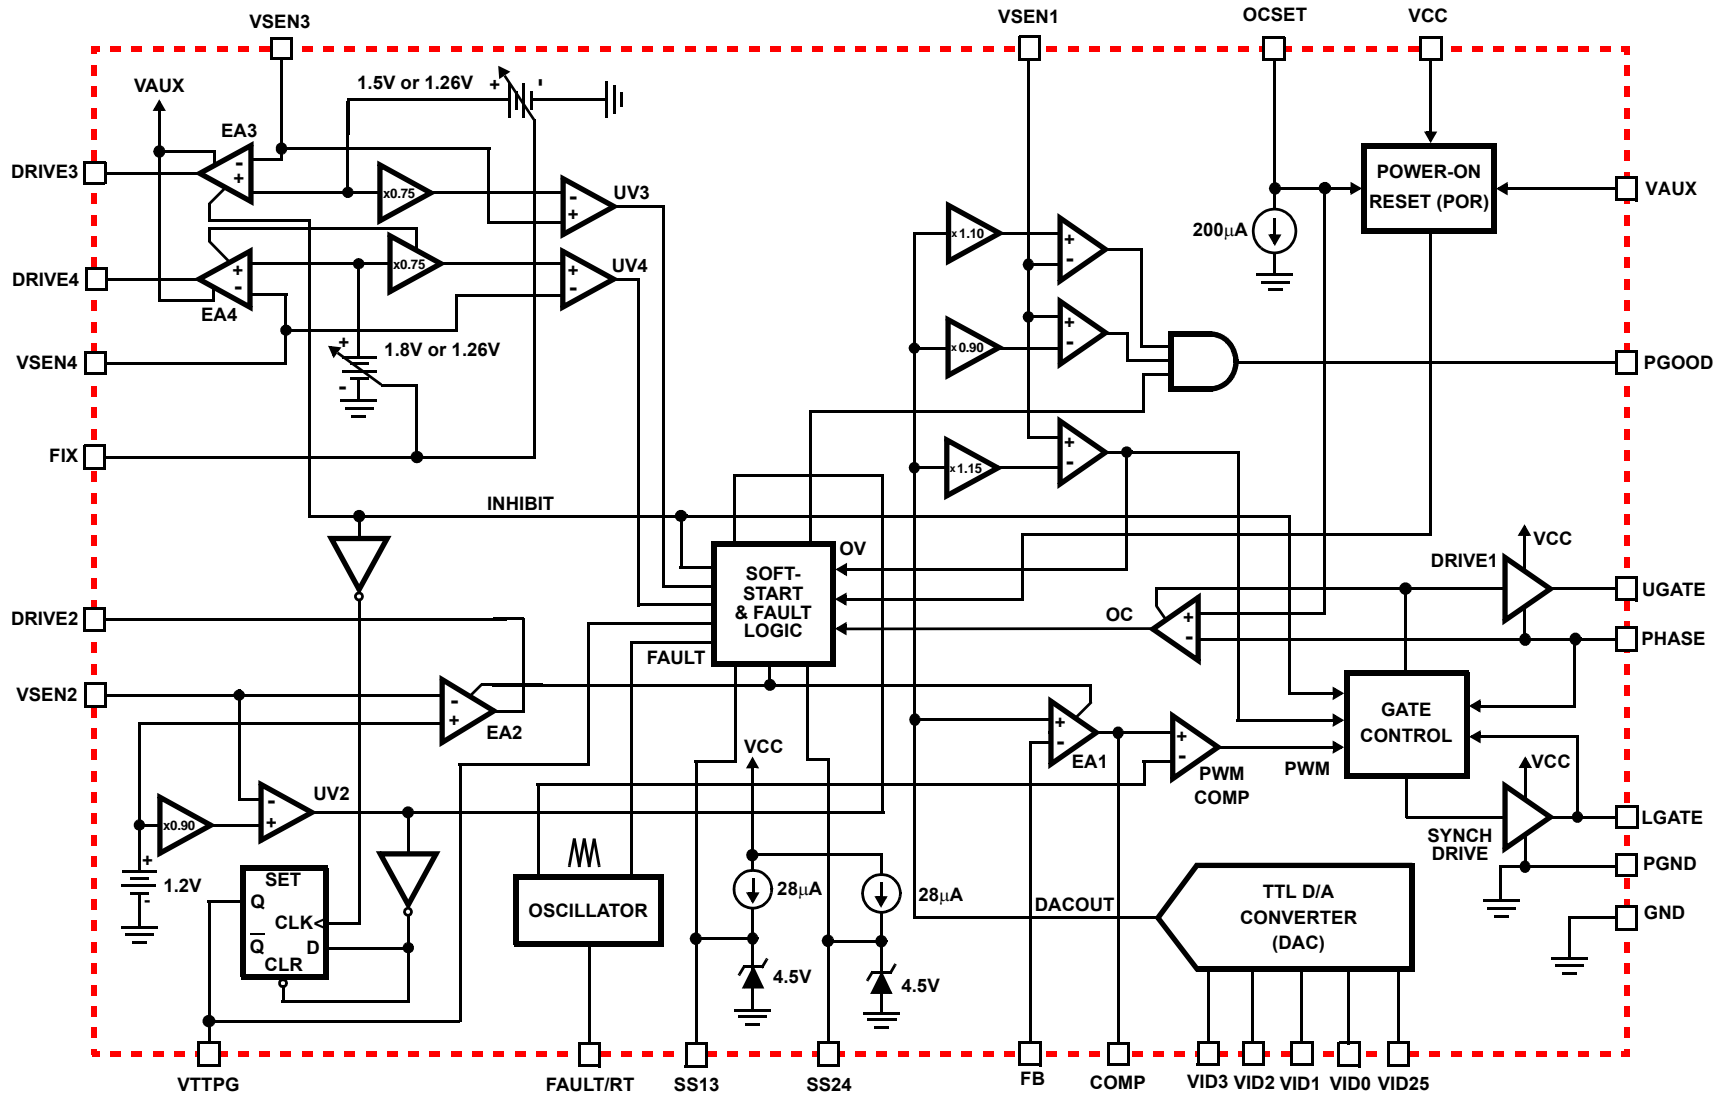 VSEN3
VSEN1
OCSET
VCC
VAUX
1.5V or 1.26V
+
-
EA3
-
+
DRIVE3
x0.75
-
+
UV3
POWER-ON
RESET (POR)
VAUX
200µA
x1.10
+
-
DRIVE4
+
-
EA4
x0.75
+
-
UV4
VSEN4
+
-
1.8V or 1.26V
x0.90
+
-
PGOOD
FIX
x1.15
+
-
INHIBIT
OV
SOFT-
START
& FAULT
LOGIC
VCC
DRIVE1
UGATE
DRIVE2
FAULT
OC
+
-
PHASE
VSEN2
-
+
EA2
VCC
+
-
EA1
+
-
PWM
COMP
PWM
GATE
CONTROL
VCC
SYNCH
DRIVE
LGATE
UV2
-
+
x0.90
+
-
1.2V
PGND
SET
Q
CLK
Q
D
CLR
OSCILLATOR
28µA
28µA
4.5V
4.5V
DACOUT
TTL D/A
CONVERTER
(DAC)
GND
VTTPG
FAULT/RT
SS13
SS24
FB
COMP
VID3
VID2
VID1
VID0
VID25